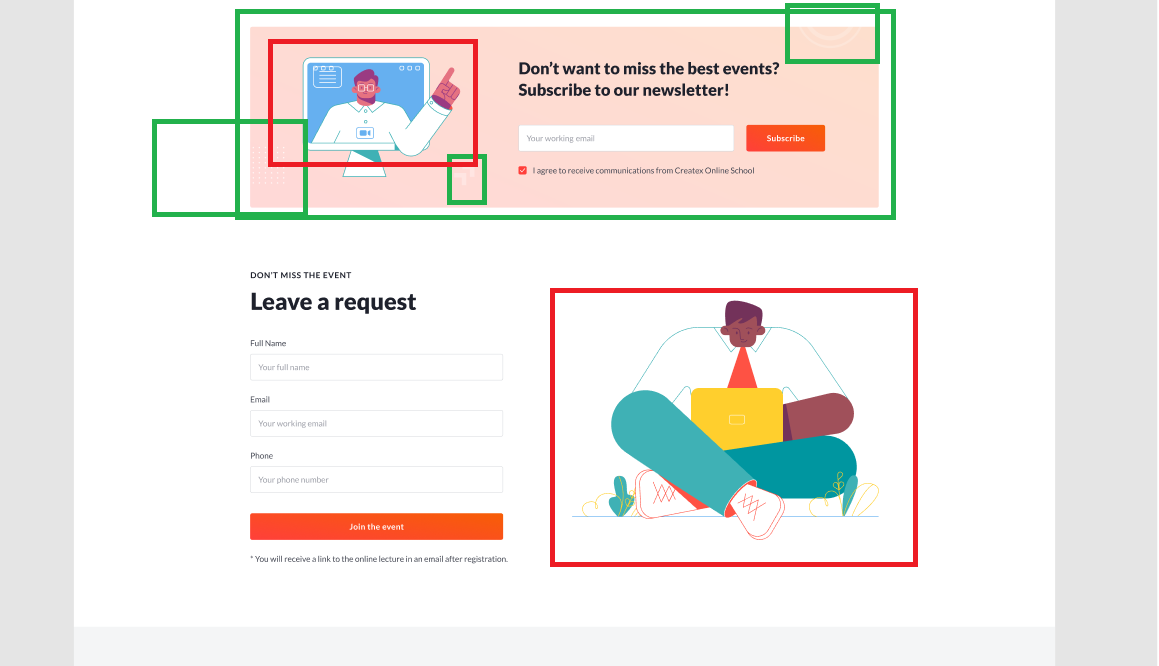 Don’t want to miss the best events?
Subscribe to our newsletter!
Your working email
Subscribe
I agree to receive communications from Createx Online School
DON’T MISS THE EVENT
Leave a request
Full Name
Your full name
Email
Your working email
Phone
Your phone number
Join the event
* You will receive a link to the online lecture in an email after registration.